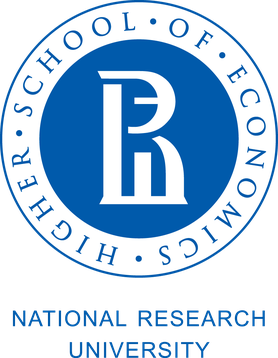 HIGHER · SCHOOL · OF · ECONOMICS ·
NATIONAL RESEARCH
UNIVERSITY